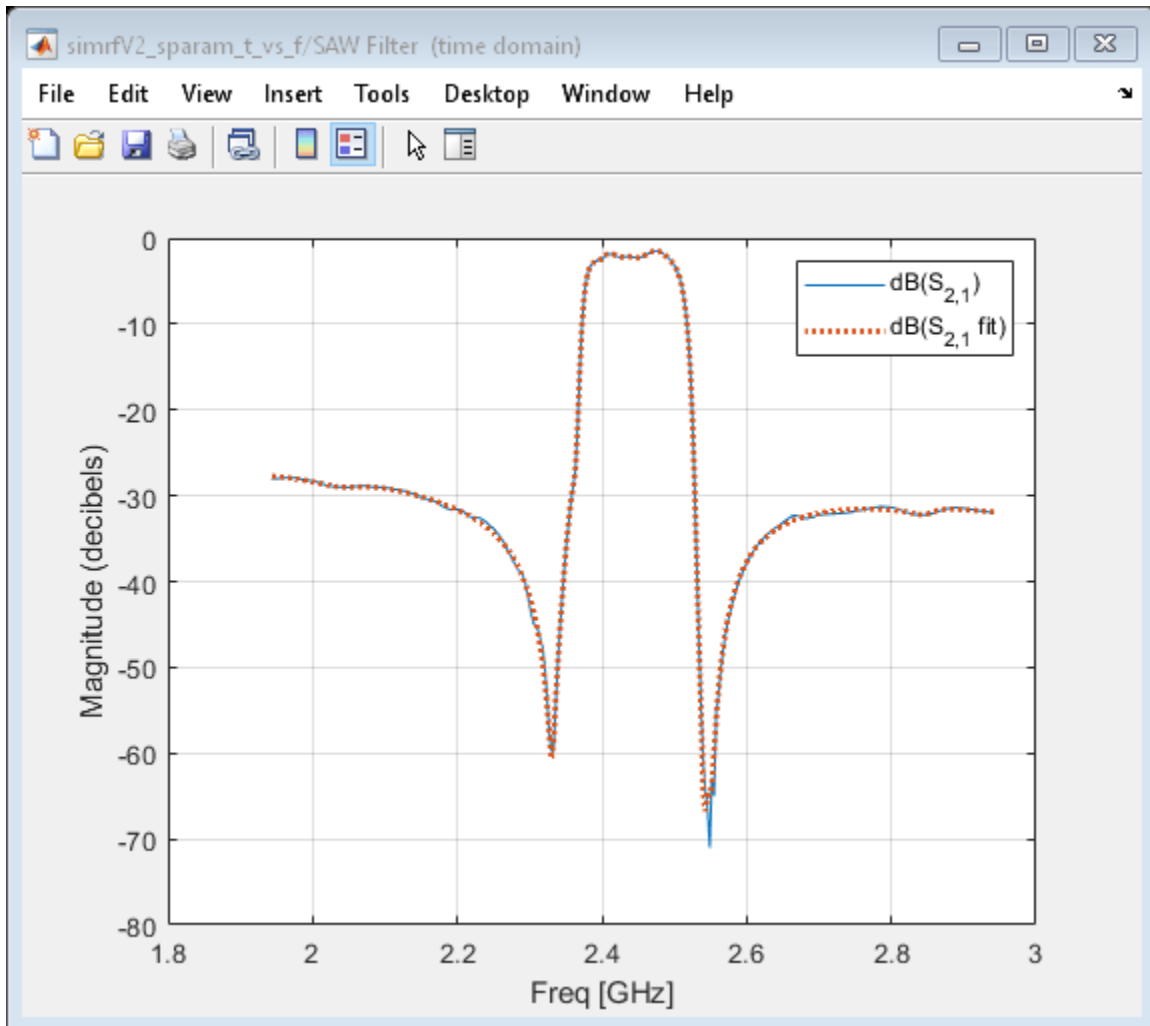 simrfV2_sparam_t_vs_f/SAW Filter (time domain)
File Edit View Insert Tools Desktop Window Help
dB(S2,1)
dB(S2,1 fit)
Magnitude (decibels)
0
-10
-20
-30
-40
-50
-60
-70
-80
1.8 2 2.2 2.4 2.6 2.8 3
Freq [GHz]